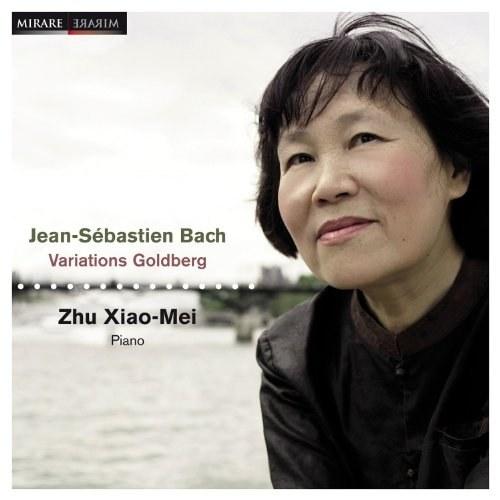 MIRARE MIRARE
Jean-Sébastien Bach
Variations Goldberg
Zhu Xiao-Mei
Piano